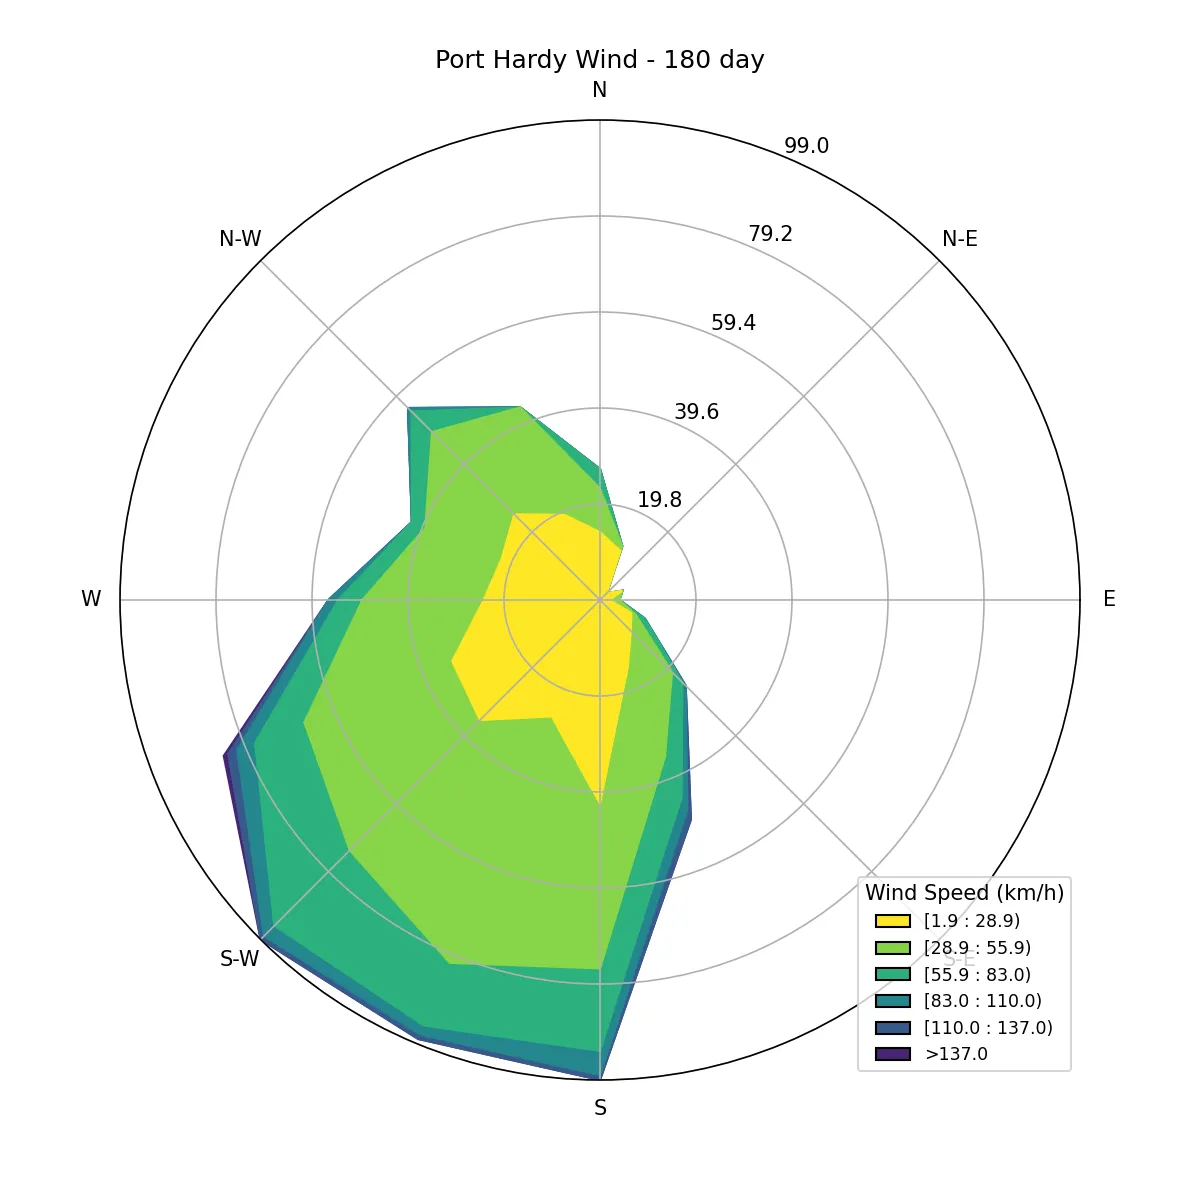 Port Hardy Wind - 180 day
N
99.0
N-W
79.2
N-E
59.4
39.6
19.8
W
E
Wind Speed (km/h)
[1.9 : 28.9)
[28.9 : 55.9)
S-W
S-E
[55.9 : 83.0)
[83.0 : 110.0)
[110.0 : 137.0)
>137.0
S